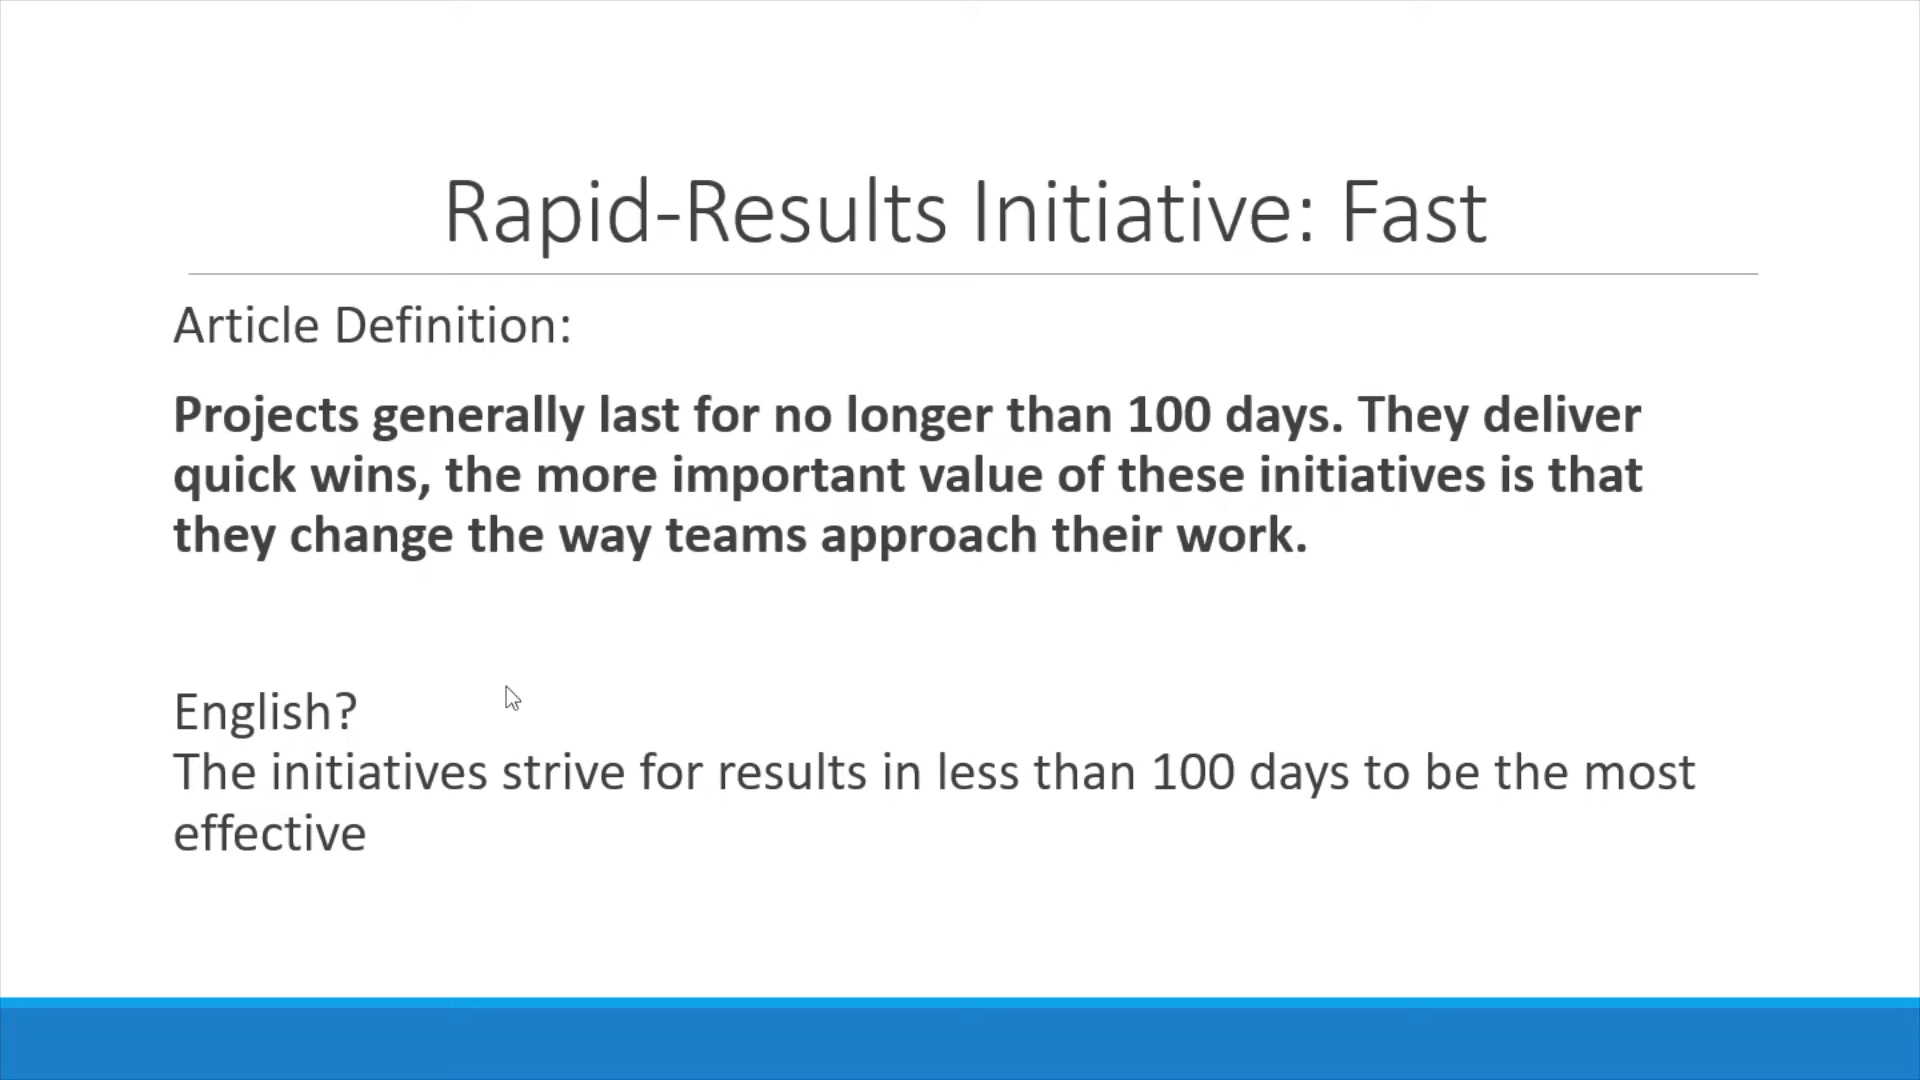 Rapid-Results Initiative: Fast
Article Definition:
Projects generally last for no longer than 100 days. They deliver
quick wins, the more important value of these initiatives is that
they change the way teams approach their work.
English?
The initiatives strive for results in less than 100 days to be the most
effective